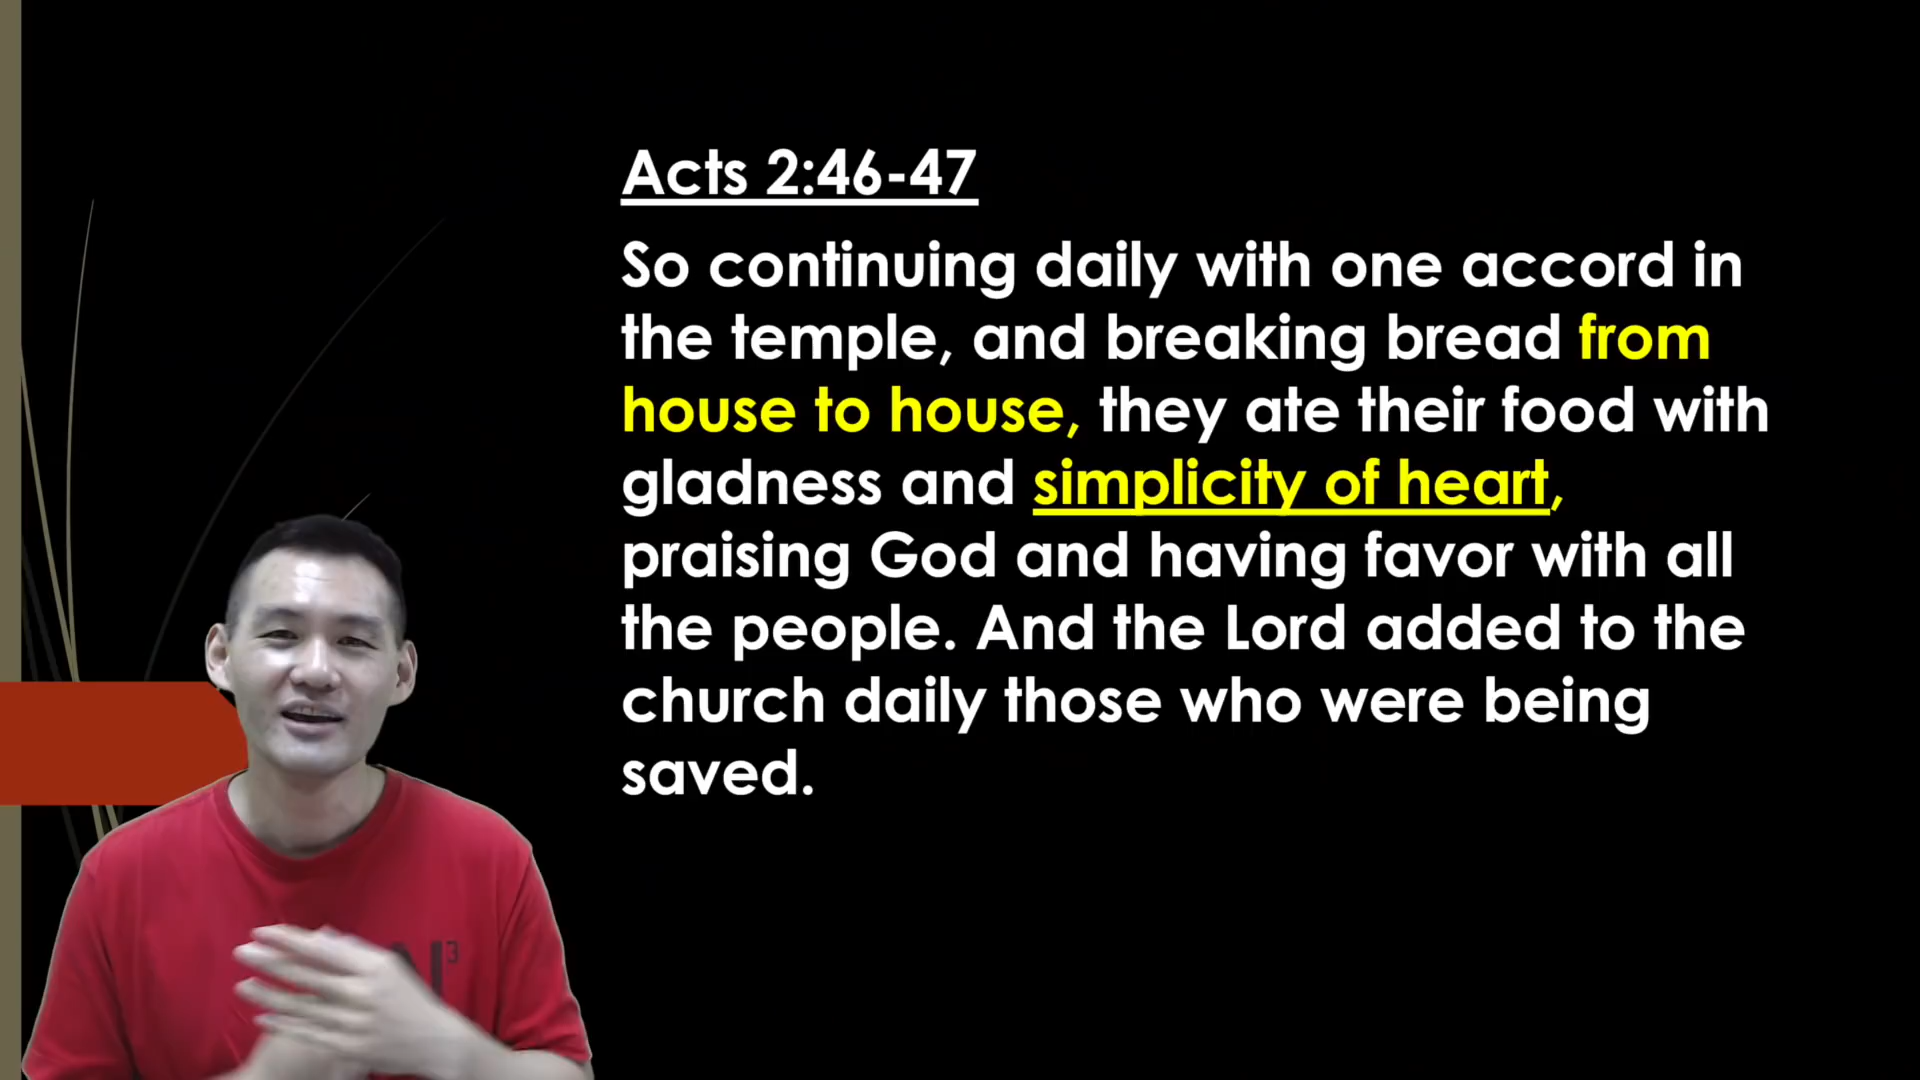 Acts 2:46-47
So continuing daily with one accord in
the temple, and breaking bread from
house to house, they ate their food with
gladness and simplicity of heart,
praising God and having favor with all
the people. And the Lord added to the
church daily those who were being
saved.